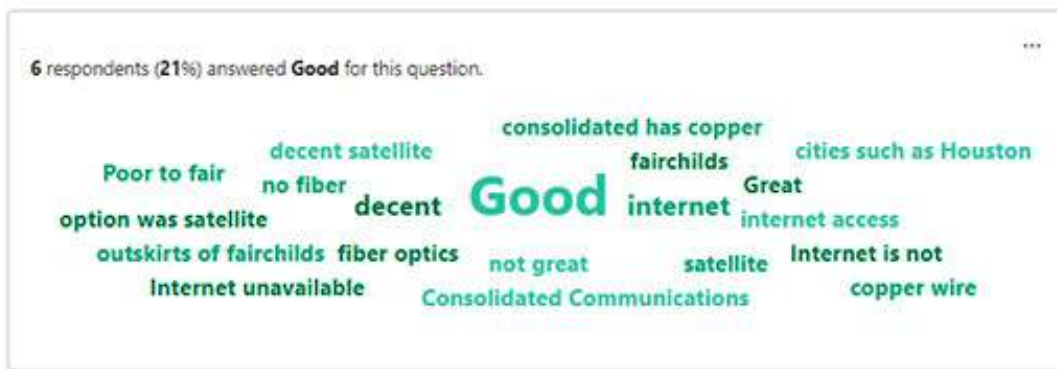 ...
6 respondents (21%) answered Good for this question.
consolidated has copper
decent satellite
fairchilds
cities such as Houston
Poor to fair
no fiber
decent
Good
internet
Great
option was satellite
internet access
outskirts of fairchilds
fiber optics
not great
satellite
Internet is not
Internet unavailable
Consolidated Communications
copper wire